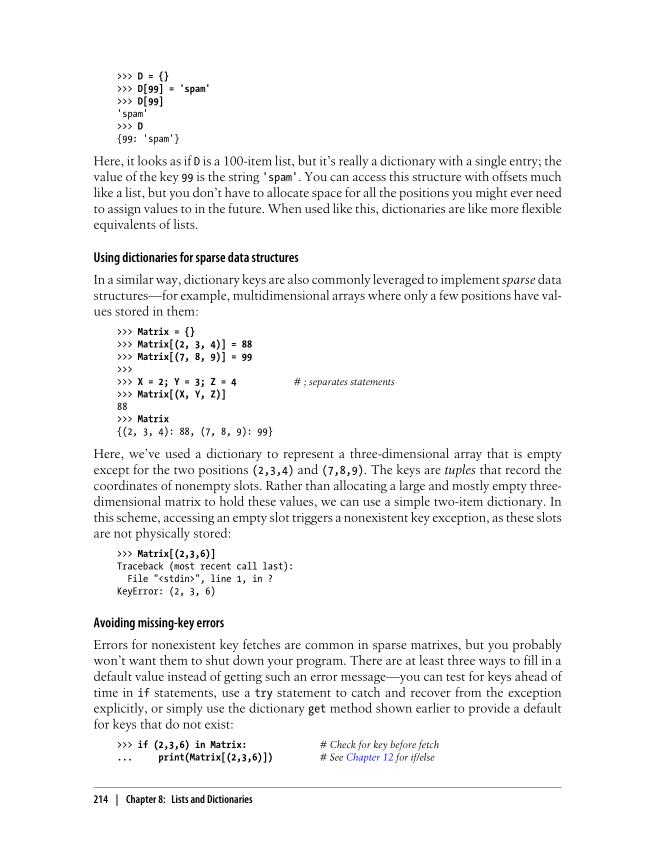 >>> D = {}
>>> D[99] = 'spam'
>>> D[99]
'spam'
>>> D
{99: 'spam'}
Here, it looks as if D is a 100-item list, but it’s really a dictionary with a single entry; the
value of the key 99 is the string 'spam'. You can access this structure with offsets much
like a list, but you don’t have to allocate space for all the positions you might ever need
to assign values to in the future. When used like this, dictionaries are like more flexible
equivalents of lists.
Using dictionaries for sparse data structures
In a similar way, dictionary keys are also commonly leveraged to implement sparse data
structures—for example, multidimensional arrays where only a few positions have val-
ues stored in them:
>>> Matrix = {}
>>> Matrix[(2, 3, 4)] = 88
>>> Matrix[(7, 8, 9)] = 99
>>>
>>> X = 2; Y = 3; Z = 4 # ; separates statements
>>> Matrix[(X, Y, Z)]
88
>>> Matrix
{(2, 3, 4): 88, (7, 8, 9): 99}
Here, we’ve used a dictionary to represent a three-dimensional array that is empty
except for the two positions (2,3,4) and (7,8,9). The keys are tuples that record the
coordinates of nonempty slots. Rather than allocating a large and mostly empty three-
dimensional matrix to hold these values, we can use a simple two-item dictionary. In
this scheme, accessing an empty slot triggers a nonexistent key exception, as these slots
are not physically stored:
>>> Matrix[(2,3,6)]
Traceback (most recent call last):
  File "<stdin>", line 1, in ?
KeyError: (2, 3, 6)
Avoiding missing-key errors
Errors for nonexistent key fetches are common in sparse matrixes, but you probably
won’t want them to shut down your program. There are at least three ways to fill in a
default value instead of getting such an error message—you can test for keys ahead of
time in if statements, use a try statement to catch and recover from the exception
explicitly, or simply use the dictionary get method shown earlier to provide a default
for keys that do not exist:
>>> if (2,3,6) in Matrix: # Check for key before fetch
...     print(Matrix[(2,3,6)]) # See Chapter 12 for if/else
214 | Chapter 8: Lists and Dictionaries